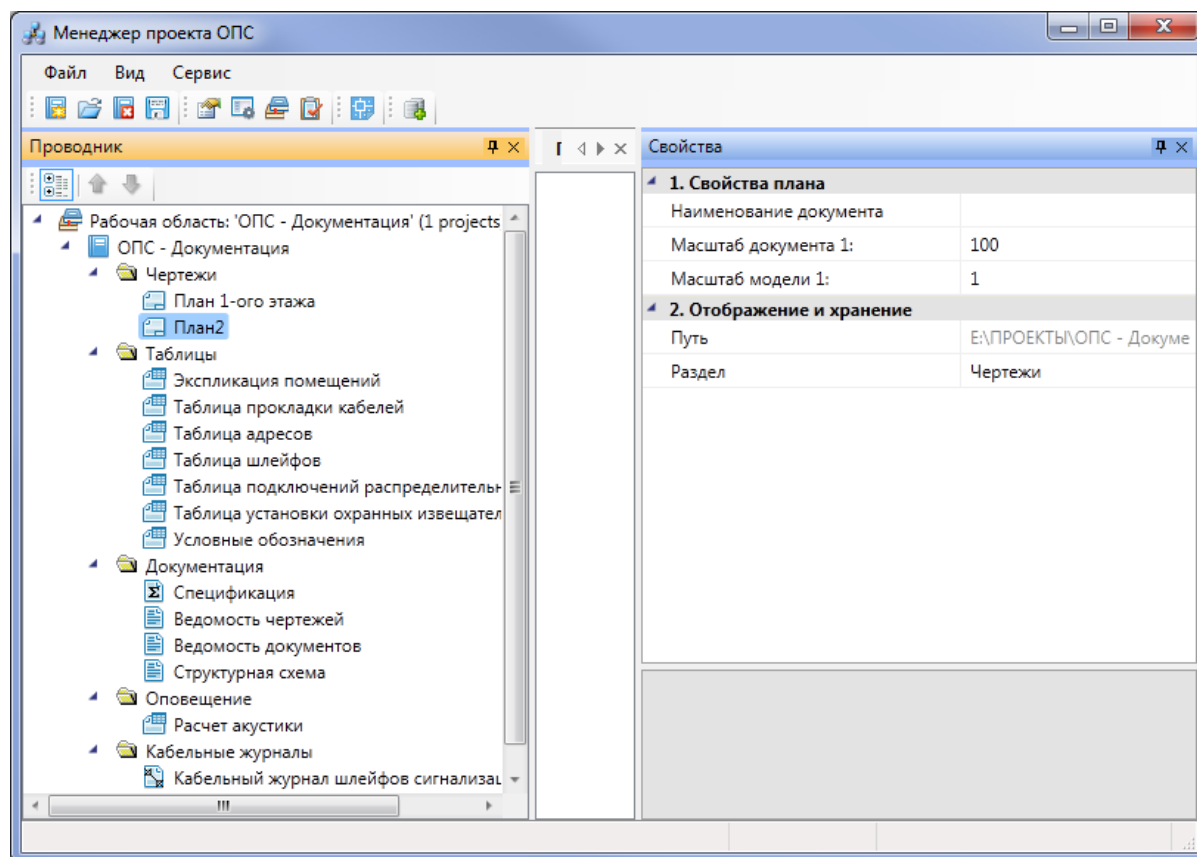 Менеджер проекта ОПС
Файл Вид Сервис
Проводник
Рабочая область: 'ОПС - Документация' (1 projects
ОПС - Документация
Чертежи
План 1-ого этажа
План2
Таблицы
Экспликация помещений
Таблица прокладки кабелей
Таблица адресов
Таблица шлейфов
Таблица подключений
Таблица установки охранных
Условные обозначения
Документация
Спецификация
Ведомость чертежей
Ведомость документов
Структурная схема
Оповещение
Расчет акустики
Кабельные журналы
Кабельный журнал шлейфов
Свойства
1. Свойства плана
Наименование документа
Масштаб документа 1: 100
Масштаб модели 1: 1
2. Отображение и хранение
Путь E:\ПРОЕКТЫ\ОПС - Докуме
Раздел Чертежи